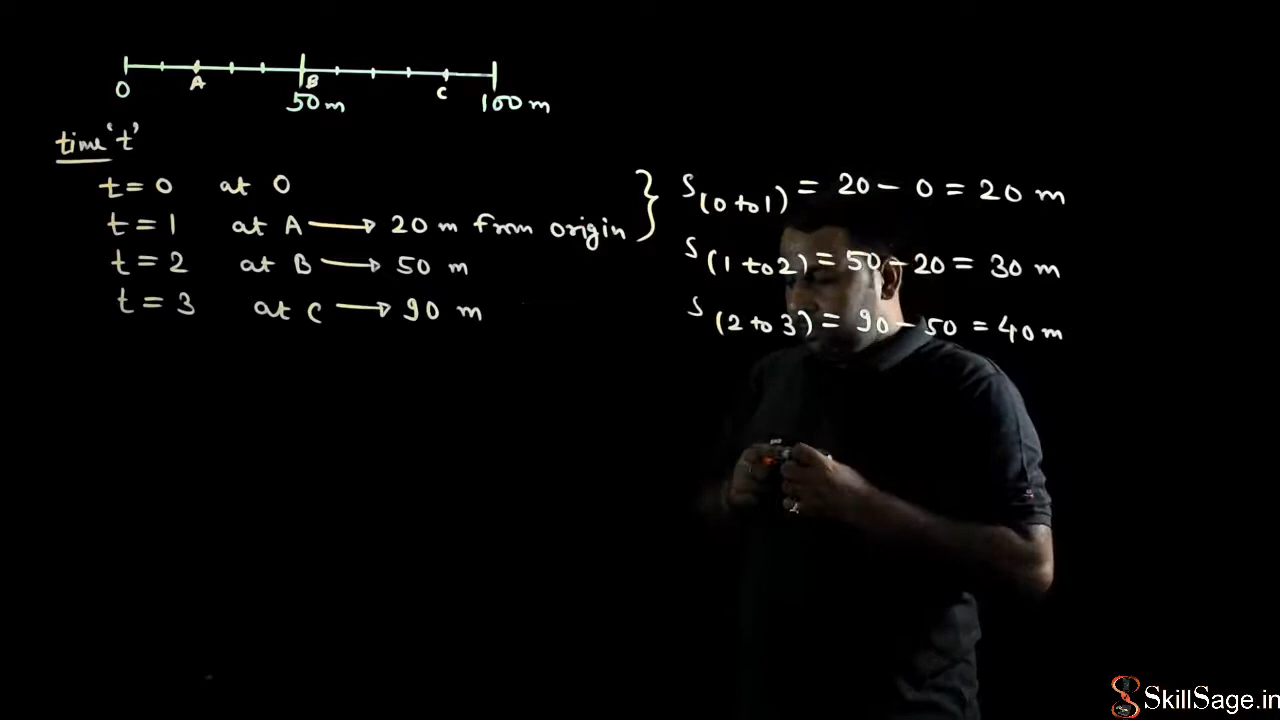 0 A B C
50 m 100 m
time 't'
t = 0 at 0
t = 1 at A → 20 m from origin
t = 2 at B → 50 m
t = 3 at C → 90 m
} S (0 to 1) = 20 - 0 = 20 m
S (1 to 2) = 50 - 20 = 30 m
S (2 to 3) = 90 - 50 = 40 m
SkillSage.in